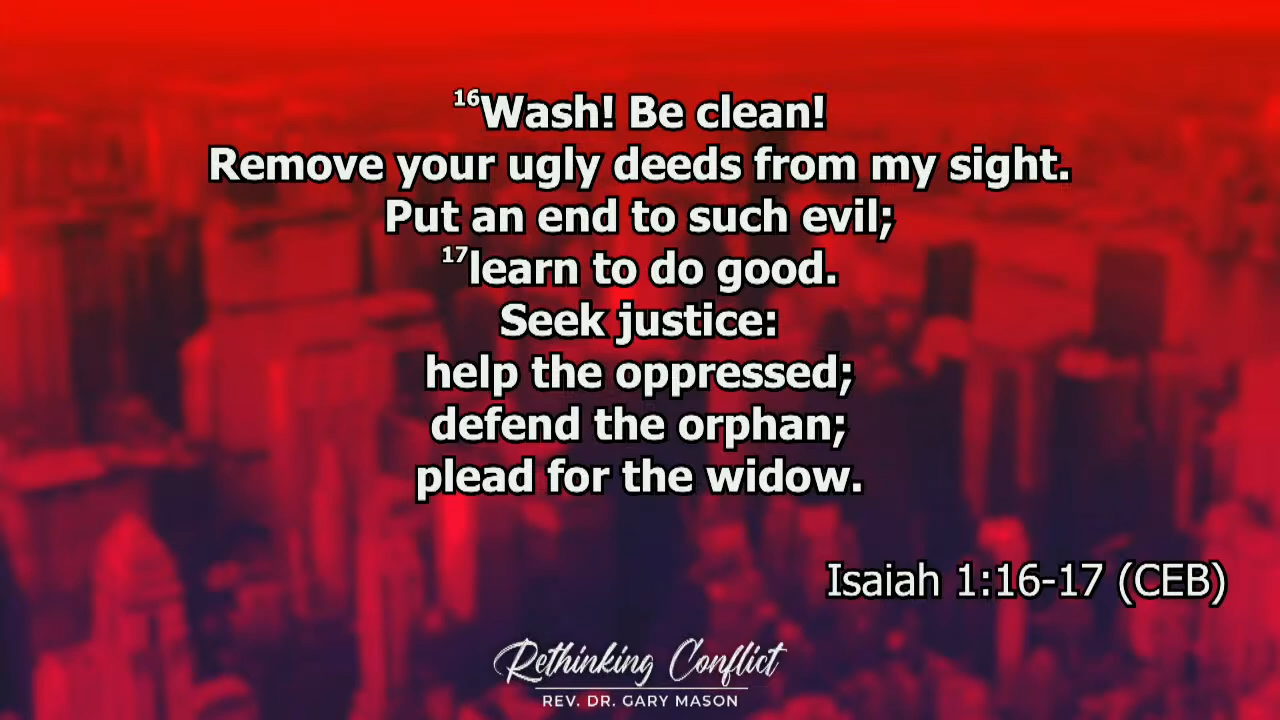 ¹⁶Wash! Be clean!
Remove your ugly deeds from my sight.
Put an end to such evil;
¹⁷learn to do good.
Seek justice:
help the oppressed;
defend the orphan;
plead for the widow.
Isaiah 1:16-17 (CEB)
Rethinking Conflict
REV. DR. GARY MASON